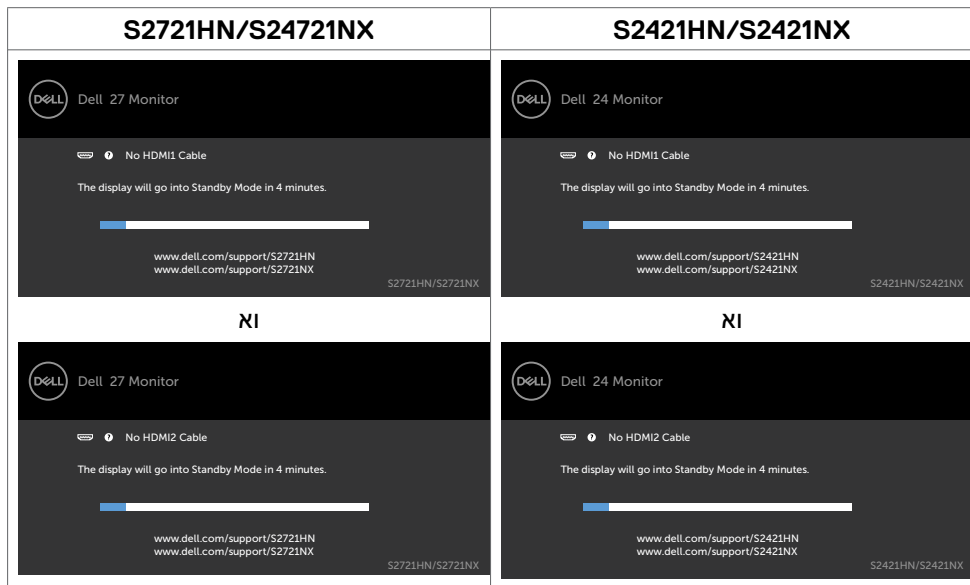 S2721HN/S24721NX
S2421HN/S2421NX
DELL
Dell 27 Monitor
? No HDMI1 Cable
The display will go into Standby Mode in 4 minutes.
www.dell.com/support/S2721HN
www.dell.com/support/S2721NX
S2721HN/S2721NX
DELL
Dell 24 Monitor
? No HDMI1 Cable
The display will go into Standby Mode in 4 minutes.
www.dell.com/support/S2421HN
www.dell.com/support/S2421NX
S2421HN/S2421NX
וא
וא
DELL
Dell 27 Monitor
? No HDMI2 Cable
The display will go into Standby Mode in 4 minutes.
www.dell.com/support/S2721HN
www.dell.com/support/S2721NX
S2721HN/S2721NX
DELL
Dell 24 Monitor
? No HDMI2 Cable
The display will go into Standby Mode in 4 minutes.
www.dell.com/support/S2421HN
www.dell.com/support/S2421NX
S2421HN/S2421NX